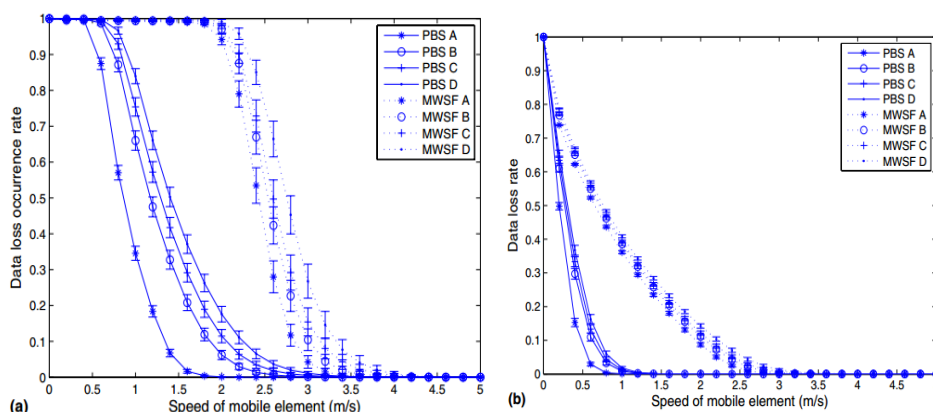 1
0.9
0.8
0.7
0.6
0.5
0.4
0.3
0.2
0.1
0
Data loss occurrence rate
PBS A
PBS B
PBS C
PBS D
MWSF A
MWSF B
MWSF C
MWSF D
0 0.5 1 1.5 2 2.5 3 3.5 4 4.5 5
Speed of mobile element (m/s)
(a)
1
0.9
0.8
0.7
0.6
0.5
0.4
0.3
0.2
0.1
0
Data loss rate
PBS A
PBS B
PBS C
PBS D
MWSF A
MWSF B
MWSF C
MWSF D
0 0.5 1.0 1.5 2.0 2.5 3.0 3.5 4.0 4.5
Speed of mobile element (m/s)
(b)